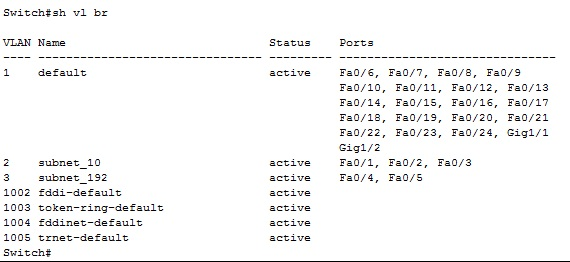 Switch#sh vl br
VLAN Name                             Status    Ports
---- -------------------------------- --------- -------------------------------
1    default                          active    Fa0/6, Fa0/7, Fa0/8, Fa0/9
                                                Fa0/10, Fa0/11, Fa0/12, Fa0/13
                                                Fa0/14, Fa0/15, Fa0/16, Fa0/17
                                                Fa0/18, Fa0/19, Fa0/20, Fa0/21
                                                Fa0/22, Fa0/23, Fa0/24, Gig1/1
                                                Gig1/2
2    subnet_10                        active    Fa0/1, Fa0/2, Fa0/3
3    subnet_192                       active    Fa0/4, Fa0/5
1002 fddi-default                     active
1003 token-ring-default               active
1004 fddinet-default                  active
1005 trnet-default                    active
Switch#